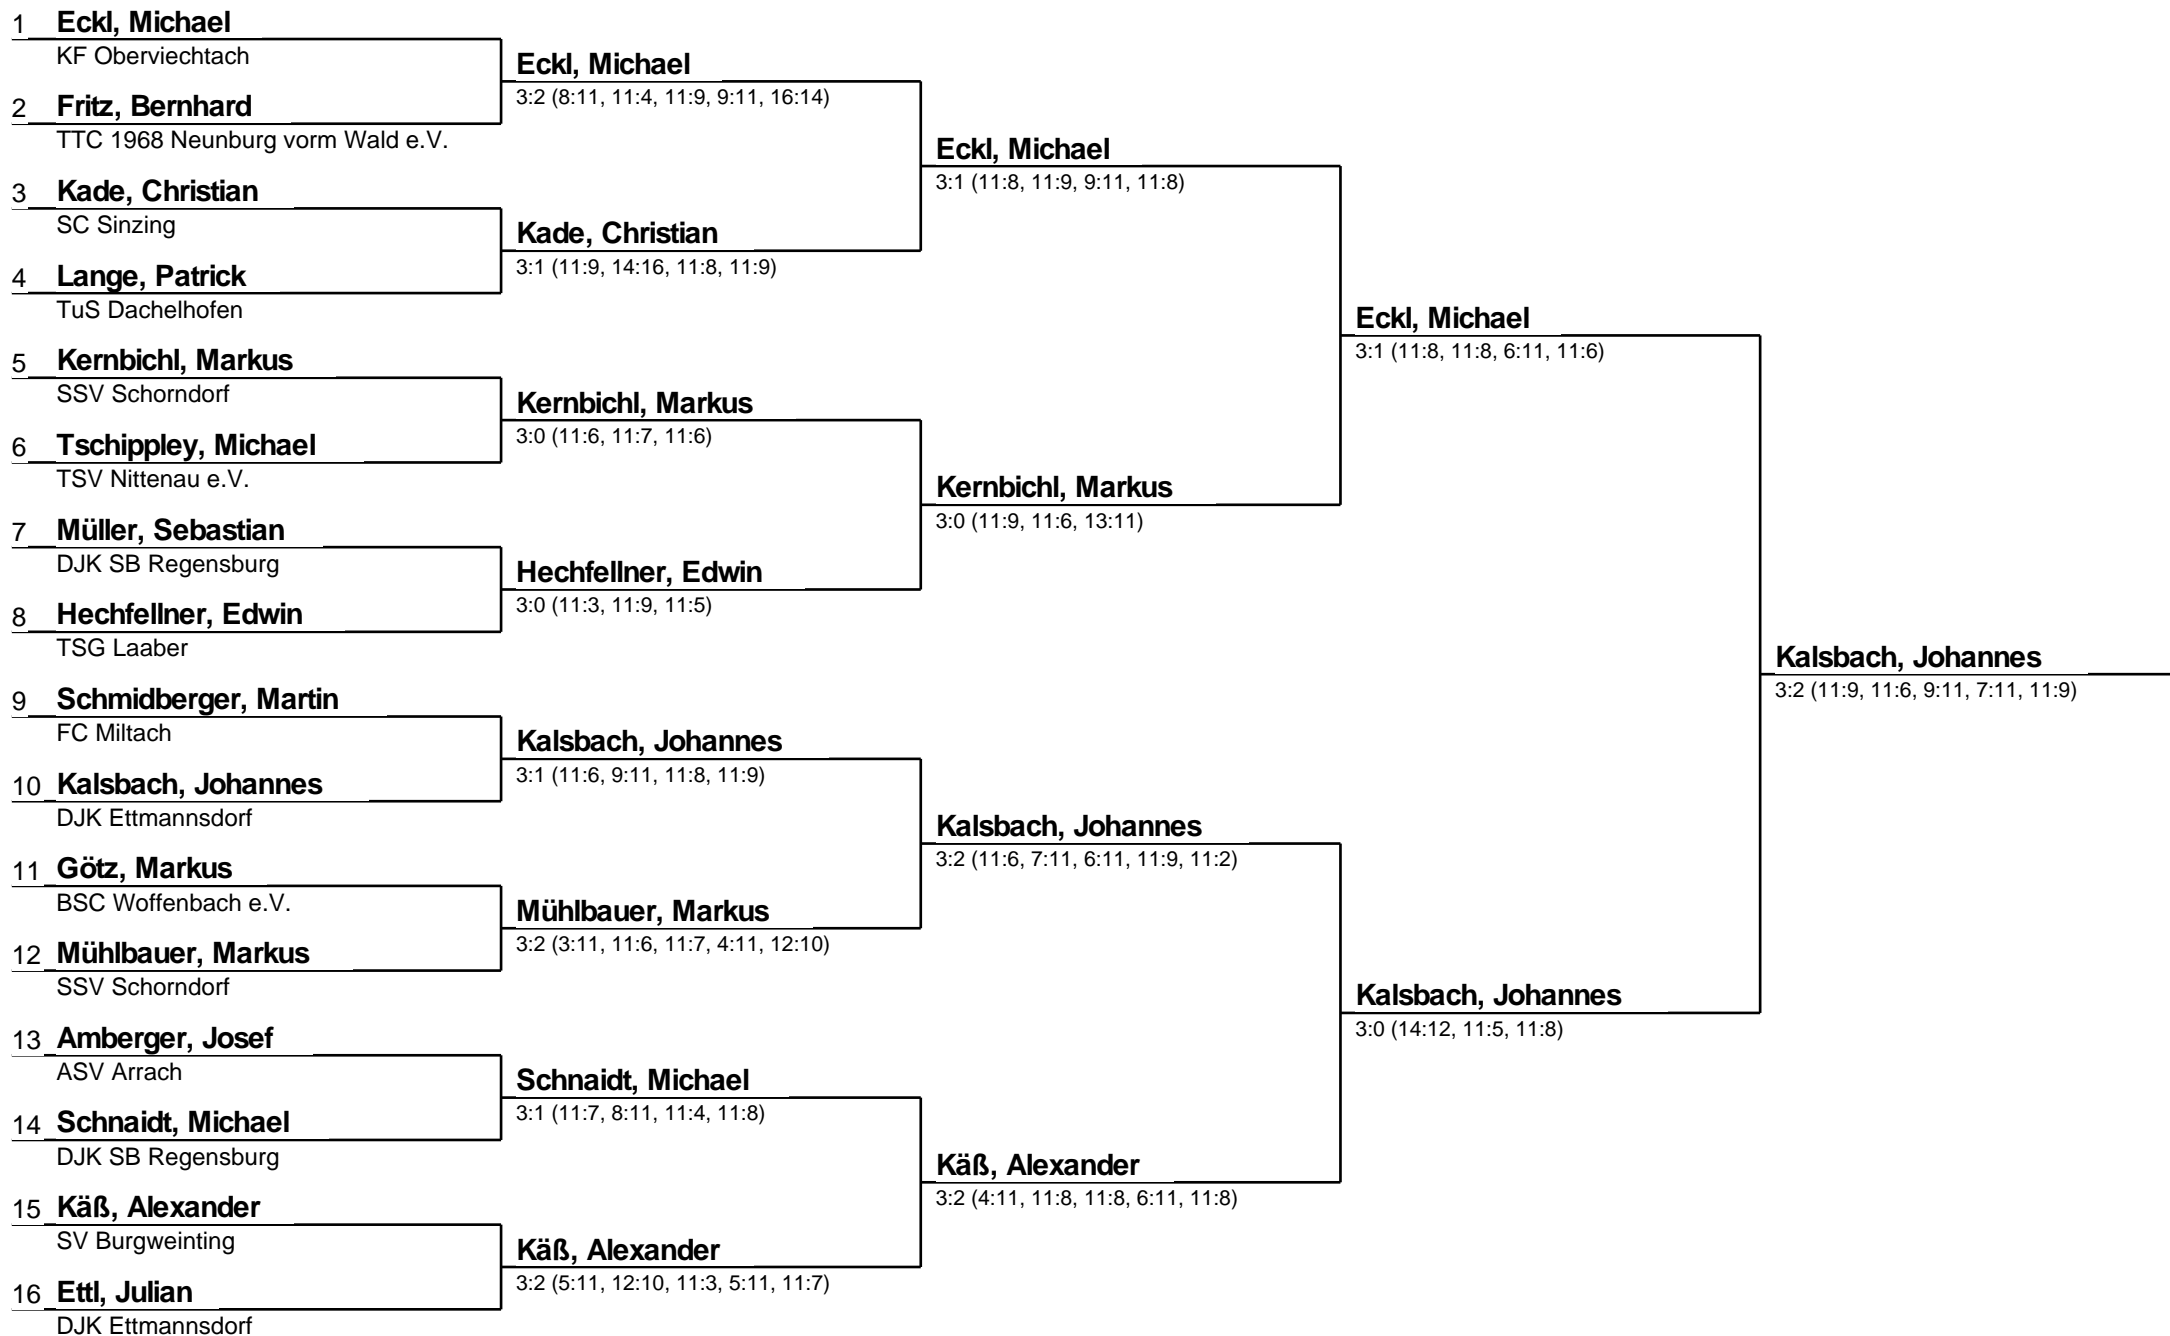 1 Eckl, Michael
KF Oberviechtach
2 Fritz, Bernhard
TTC 1968 Neunburg vorm Wald e.V.
3 Kade, Christian
SC Sinzing
4 Lange, Patrick
TuS Dachelhofen
5 Kernbichl, Markus
SSV Schorndorf
6 Tschippley, Michael
TSV Nittenau e.V.
7 Müller, Sebastian
DJK SB Regensburg
8 Hechfellner, Edwin
TSG Laaber
9 Schmidberger, Martin
FC Miltach
10 Kalsbach, Johannes
DJK Ettmannsdorf
11 Götz, Markus
BSC Woffenbach e.V.
12 Mühlbauer, Markus
SSV Schorndorf
13 Amberger, Josef
ASV Arrach
14 Schnaidt, Michael
DJK SB Regensburg
15 Käß, Alexander
SV Burgweinting
16 Ettl, Julian
DJK Ettmannsdorf
Eckl, Michael
3:2 (8:11, 11:4, 11:9, 9:11, 16:14)
Kade, Christian
3:1 (11:9, 14:16, 11:8, 11:9)
Kernbichl, Markus
3:0 (11:6, 11:7, 11:6)
Hechfellner, Edwin
3:0 (11:3, 11:9, 11:5)
Kalsbach, Johannes
3:1 (11:6, 9:11, 11:8, 11:9)
Mühlbauer, Markus
3:2 (3:11, 11:6, 11:7, 4:11, 12:10)
Schnaidt, Michael
3:1 (11:7, 8:11, 11:4, 11:8)
Käß, Alexander
3:2 (5:11, 12:10, 11:3, 5:11, 11:7)
Eckl, Michael
3:1 (11:8, 11:9, 9:11, 11:8)
Kernbichl, Markus
3:0 (11:9, 11:6, 13:11)
Kalsbach, Johannes
3:2 (11:6, 7:11, 6:11, 11:9, 11:2)
Käß, Alexander
3:2 (4:11, 11:8, 11:8, 6:11, 11:8)
Eckl, Michael
3:1 (11:8, 11:8, 6:11, 11:6)
Kalsbach, Johannes
3:0 (14:12, 11:5, 11:8)
Kalsbach, Johannes
3:2 (11:9, 11:6, 9:11, 7:11, 11:9)